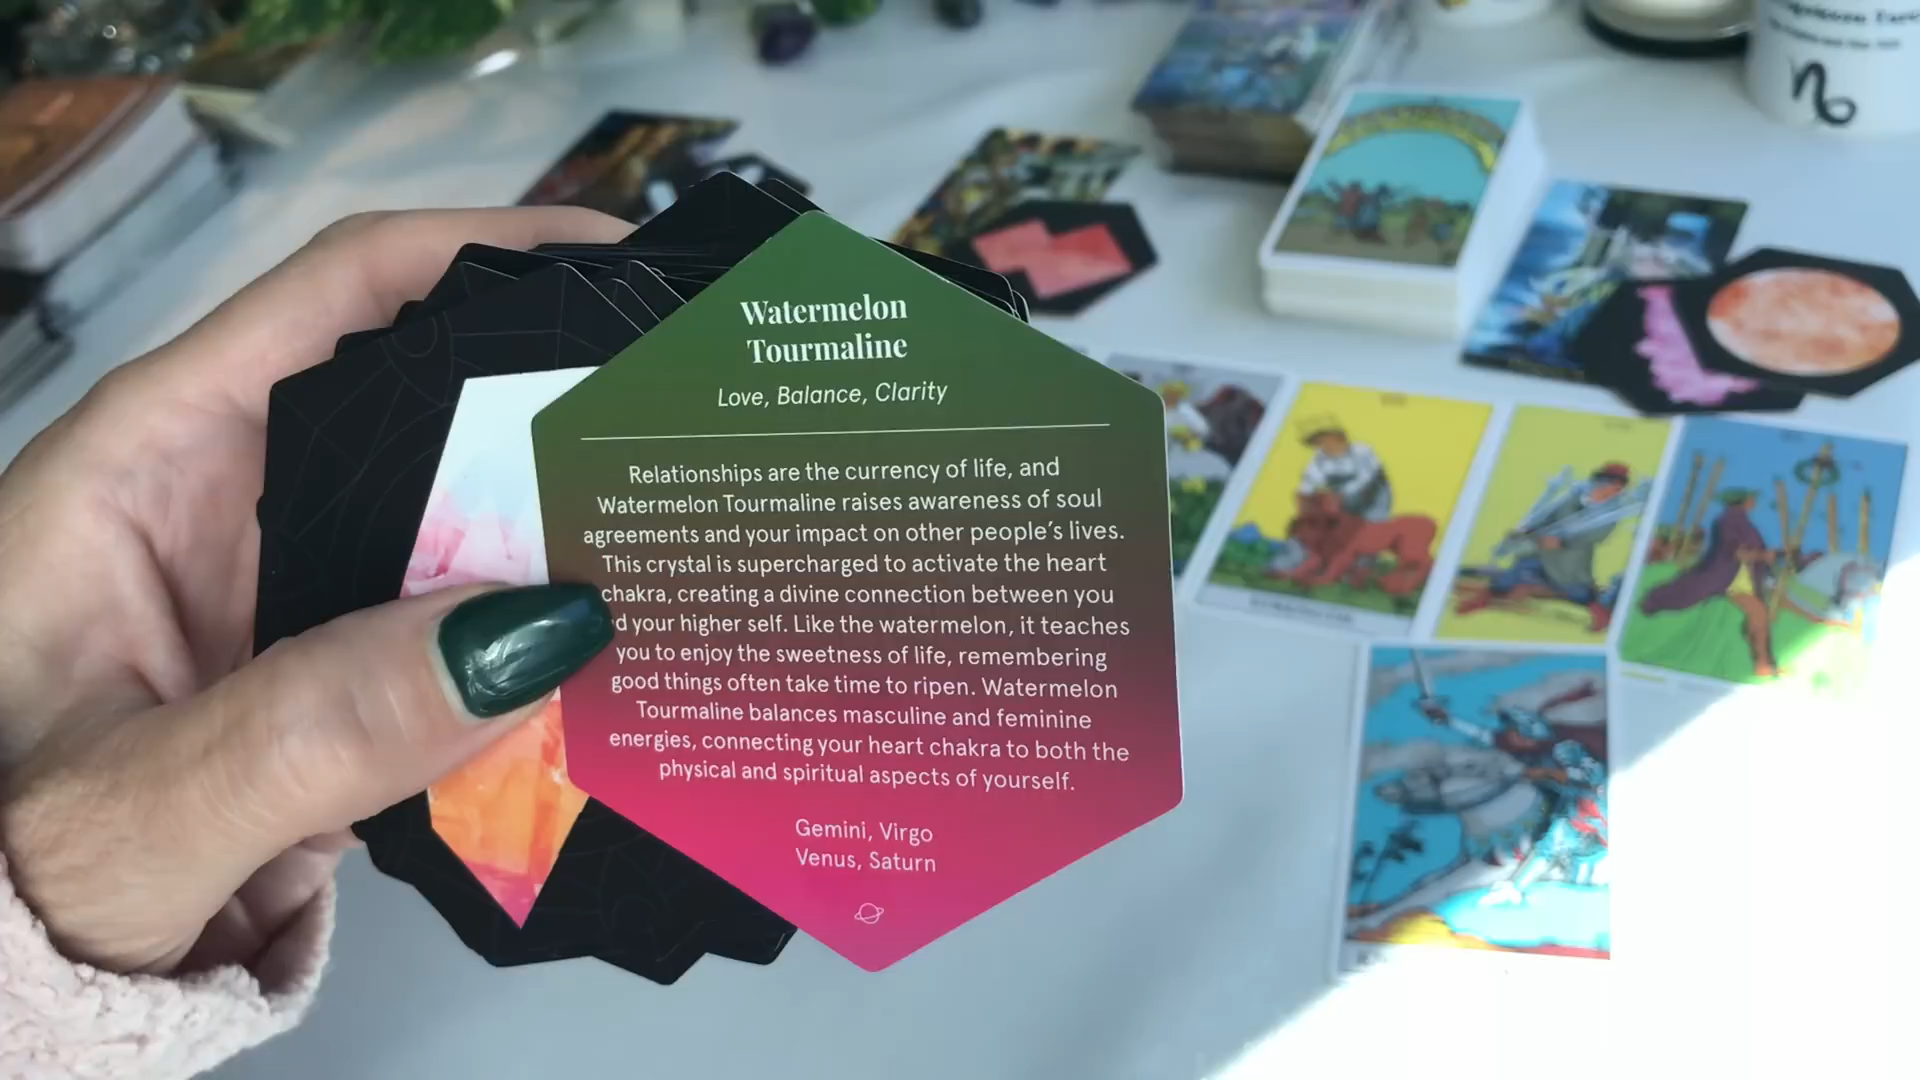 Watermelon
Tourmaline
Love, Balance, Clarity
Relationships are the currency of life, and
Watermelon Tourmaline raises awareness of soul
agreements and your impact on other people's lives.
This crystal is supercharged to activate the heart
chakra, creating a divine connection between you
d your higher self. Like the watermelon, it teaches
you to enjoy the sweetness of life, remembering
good things often take time to ripen. Watermelon
Tourmaline balances masculine and feminine
energies, connecting your heart chakra to both the
physical and spiritual aspects of yourself.
Gemini, Virgo
Venus, Saturn